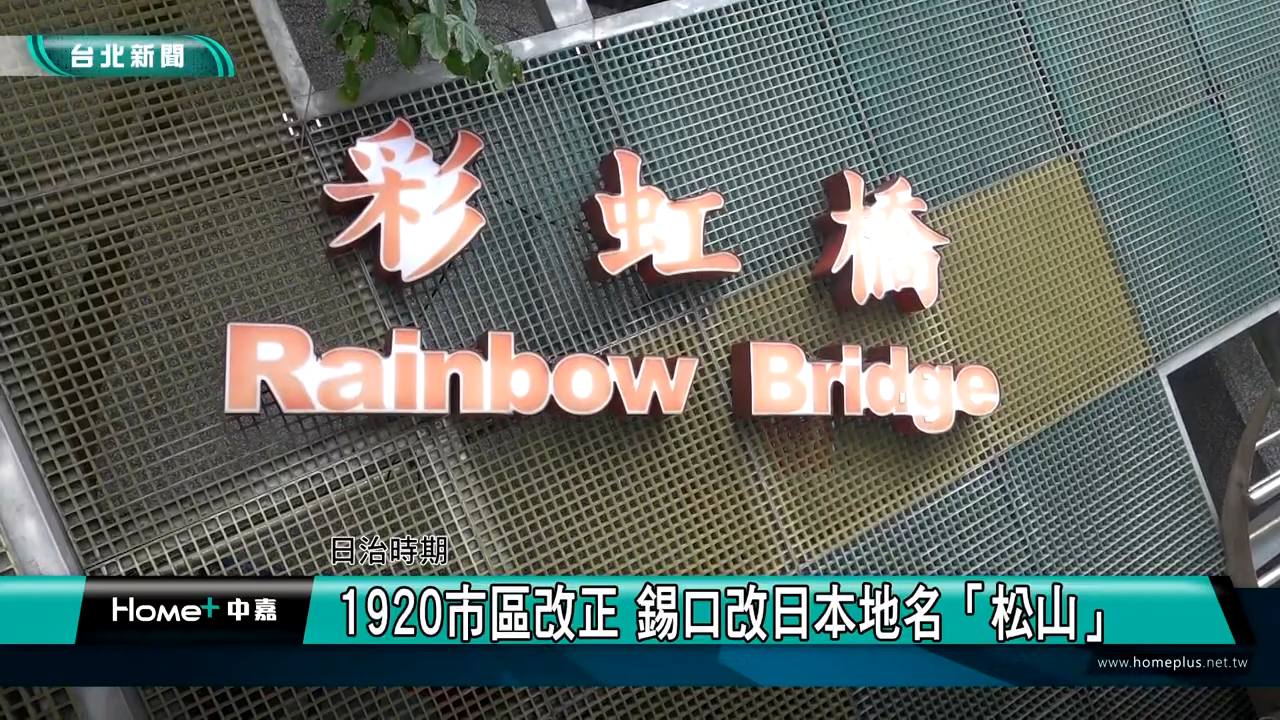 台北新聞
彩虹橋
Rainbow Bridge
日治時期
Home+中嘉
1920市區改正 錫口改日本地名「松山」
www.homeplus.net.tw